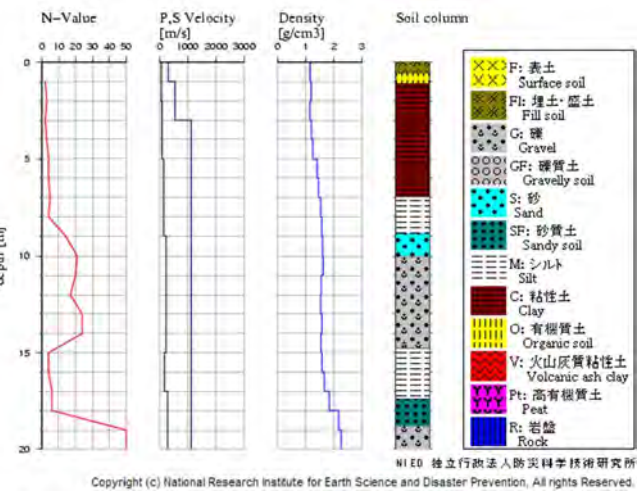 N-Value
P,S Velocity
[m/s]
Density
[g/cm3]
Soil column
0 10 20 30 40 50
0 1000 2000 3000
0 1 2 3
0
5
10
15
20
F: 表土
Surface soil
Fl: 埋土・盛土
Fill soil
G: 礫
Gravel
GF: 礫質土
Gravelly soil
S: 砂
Sand
SF: 砂質土
Sandy soil
M: シルト
Silt
C: 粘性土
Clay
O: 有機質土
Organic soil
V: 火山灰質粘性土
Volcanic ash clay
Pt: 高有機質土
Peat
R: 岩盤
Rock
NIED 独立行政法人防災科学技術研究所
Copyright (c) National Research Institute for Earth Science and Disaster Prevention, All rights Reserved.